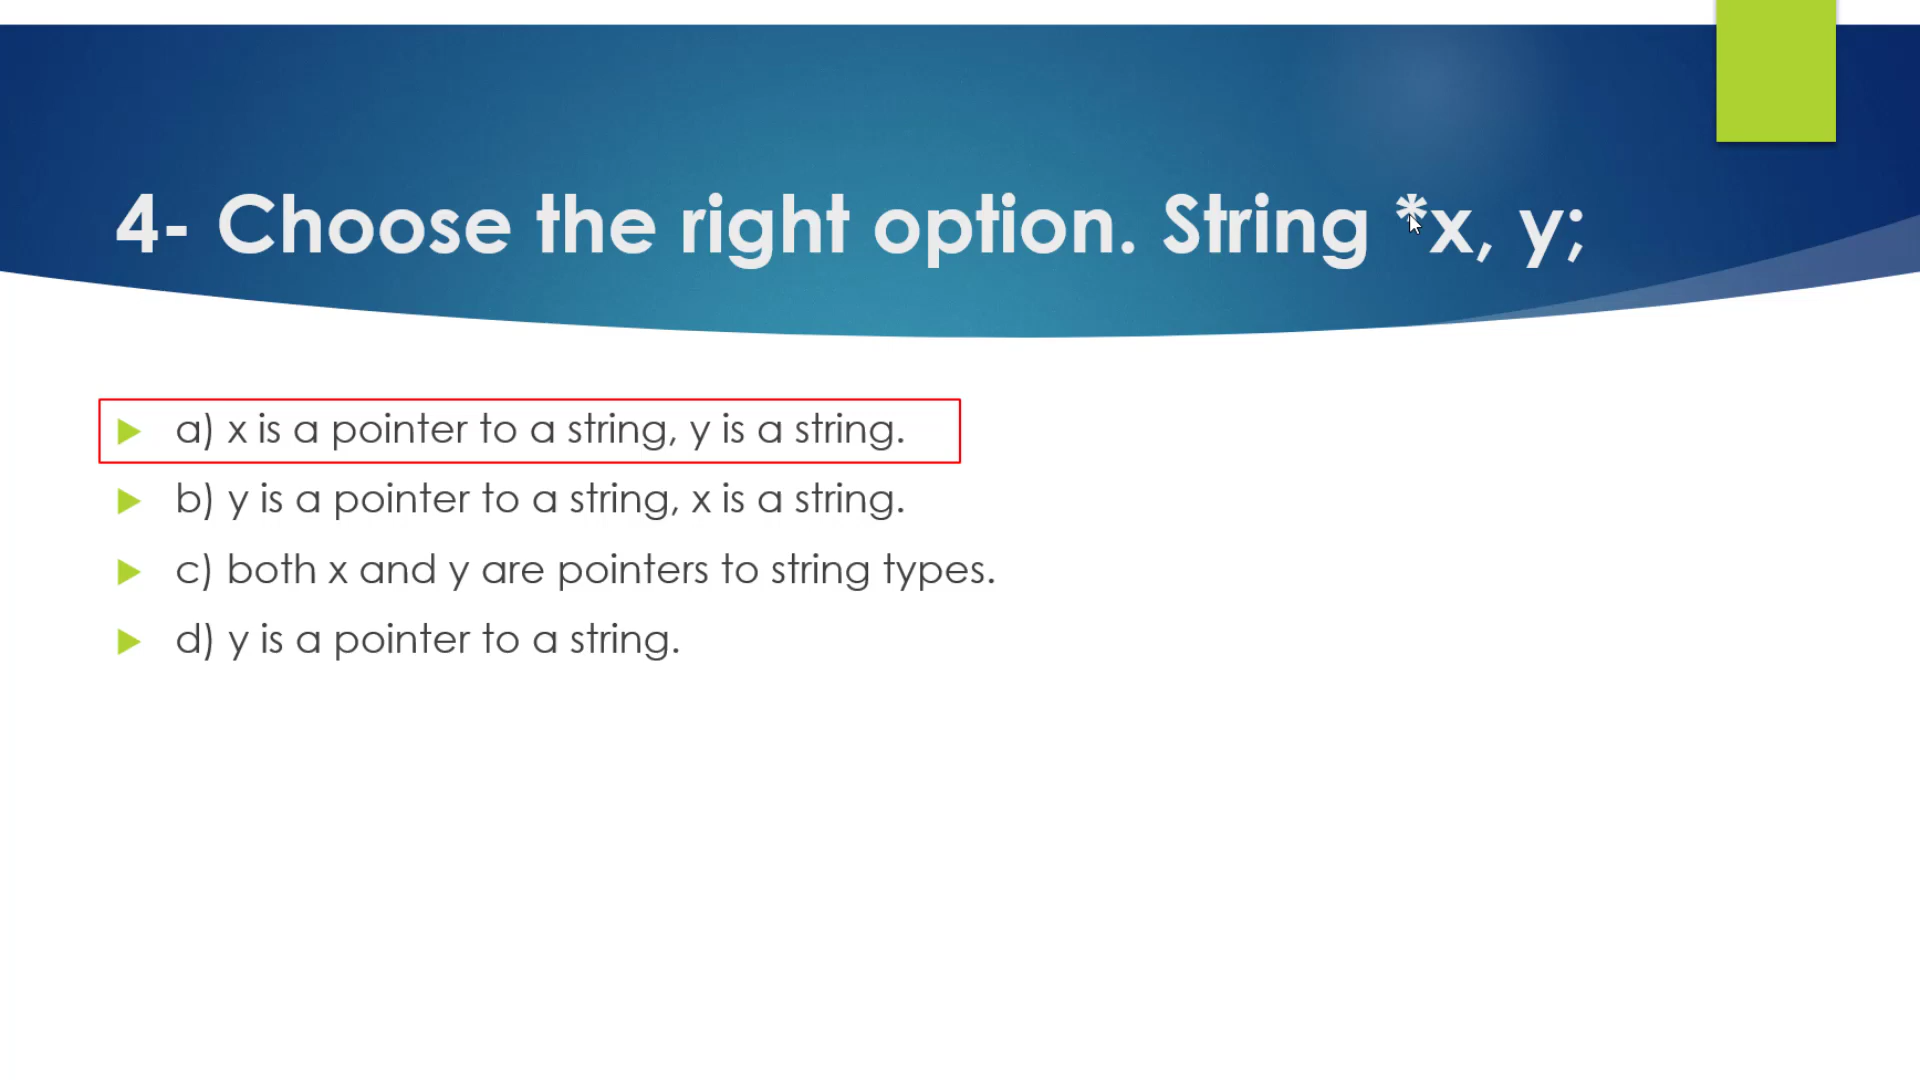 4- Choose the right option. String *x, y;
a) x is a pointer to a string, y is a string.
b) y is a pointer to a string, x is a string.
c) both x and y are pointers to string types.
d) y is a pointer to a string.